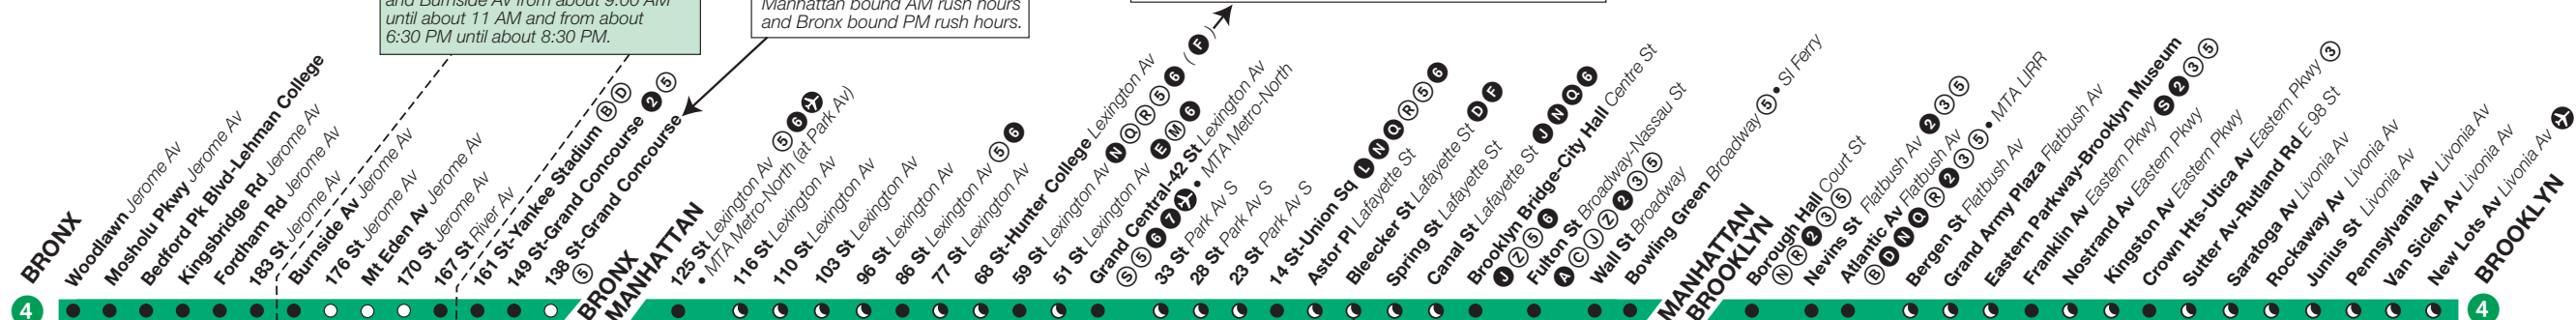 and Burnside Av from about 9:00 AM
until about 11 AM and from about
6:30 PM until about 8:30 PM.
Manhattan bound AM rush hours
and Bronx bound PM rush hours.
4
BRONX
Woodlawn Jerome Av
Mosholu Pkwy Jerome Av
Bedford Pk Blvd-Lehman College
Kingsbridge Rd Jerome Av
Fordham Rd Jerome Av
183 St Jerome Av
Burnside Av Jerome Av
176 St Jerome Av
Mt Eden Av Jerome Av
170 St Jerome Av
167 St River Av
161 St-Yankee Stadium B D
149 St-Grand Concourse 2 5
138 St-Grand Concourse
5
BRONX
MANHATTAN
125 St Lexington Av 5 6
• MTA Metro-North (at Park Av)
116 St Lexington Av
110 St Lexington Av
103 St Lexington Av
96 St Lexington Av
86 St Lexington Av 5 6
77 St Lexington Av
68 St-Hunter College Lexington Av
59 St Lexington Av N Q R 5 6 ( F )
51 St Lexington Av E M 6
Grand Central-42 St Lexington Av
S 5 6 7 • MTA Metro-North
33 St Park Av S
28 St Park Av S
23 St Park Av S
14 St-Union Sq L N Q R 5 6
Astor Pl Lafayette St
Bleecker St Lafayette St D F
Spring St Lafayette St
Canal St Lafayette St J N Q 6
Brooklyn Bridge-City Hall Centre St
J Z 5 6
Fulton St Broadway-Nassau St
A C J Z 2 3 5
Wall St Broadway
Bowling Green Broadway 5 • SI Ferry
MANHATTAN
BROOKLYN
Borough Hall Court St
N R 2 3 5
Nevins St Flatbush Av 2 3 5
Atlantic Av Flatbush Av
B D N Q R 2 3 5 • MTA LIRR
Bergen St Flatbush Av
Grand Army Plaza Flatbush Av
Eastern Parkway-Brooklyn Museum
Franklin Av Eastern Pkwy S 2 3 5
Nostrand Av Eastern Pkwy
Kingston Av Eastern Pkwy
Crown Hts-Utica Av Eastern Pkwy 3
Sutter Av-Rutland Rd E 98 St
Saratoga Av Livonia Av
Rockaway Av Livonia Av
Junius St Livonia Av
Pennsylvania Av Livonia Av
Van Siclen Av Livonia Av
New Lots Av Livonia Av
BROOKLYN
4